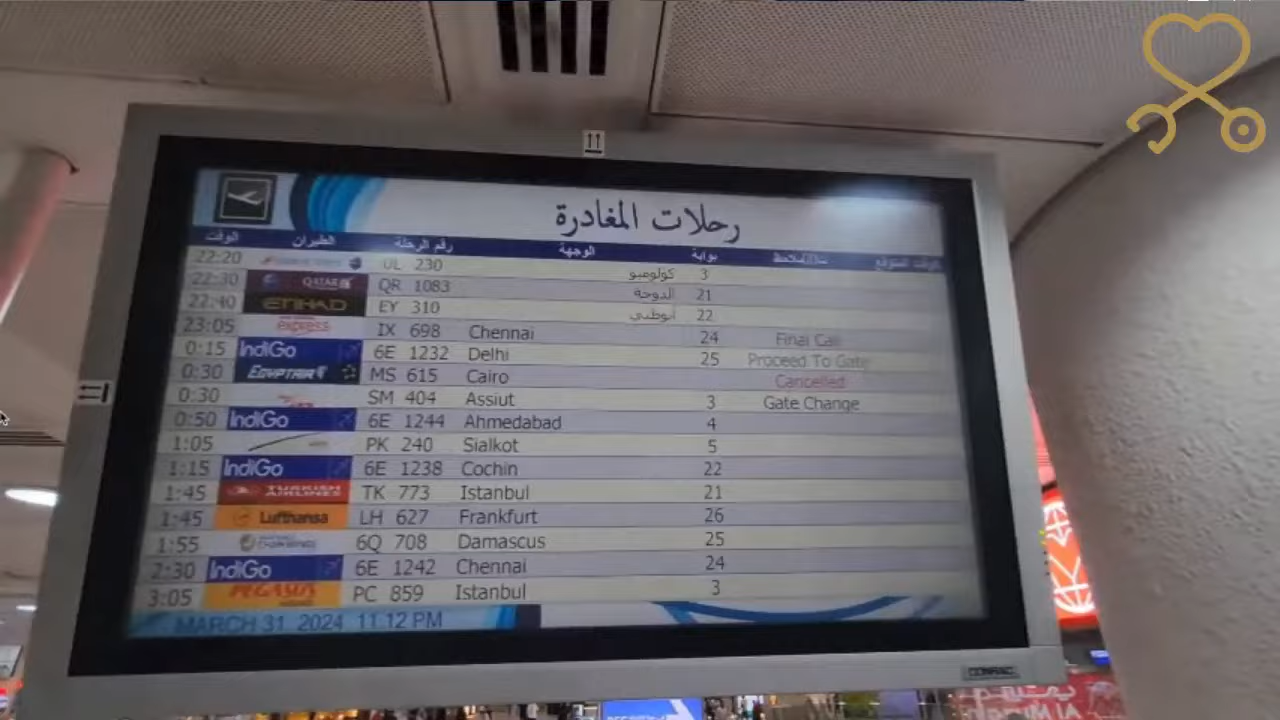 رحلات المغادرة
الوقت الطيران رقم الرحلة الوجهة بوابة
22:20 UL 230 كولومبو 3
22:30 QATAR QR 1083 الدوحة 21
22:40 ETIHAD EY 310 أبوظبي 22
23:05 express IX 698 Chennai 24 Final Call
0:15 IndiGo 6E 1232 Delhi 25 Proceed To Gate
0:30 EGYPTAIR MS 615 Cairo Cancelled
0:30 SM 404 Assiut 3 Gate Change
0:50 IndiGo 6E 1244 Ahmedabad 4
1:05 PK 240 Sialkot 5
1:15 IndiGo 6E 1238 Cochin 22
1:45 TURKISH AIRLINES TK 773 Istanbul 21
1:45 Lufthansa LH 627 Frankfurt 26
1:55 6Q 708 Damascus 25
2:30 IndiGo 6E 1242 Chennai 24
3:05 PEGASUS PC 859 Istanbul 3
MARCH 31 2024 11:12 PM
CONRAC